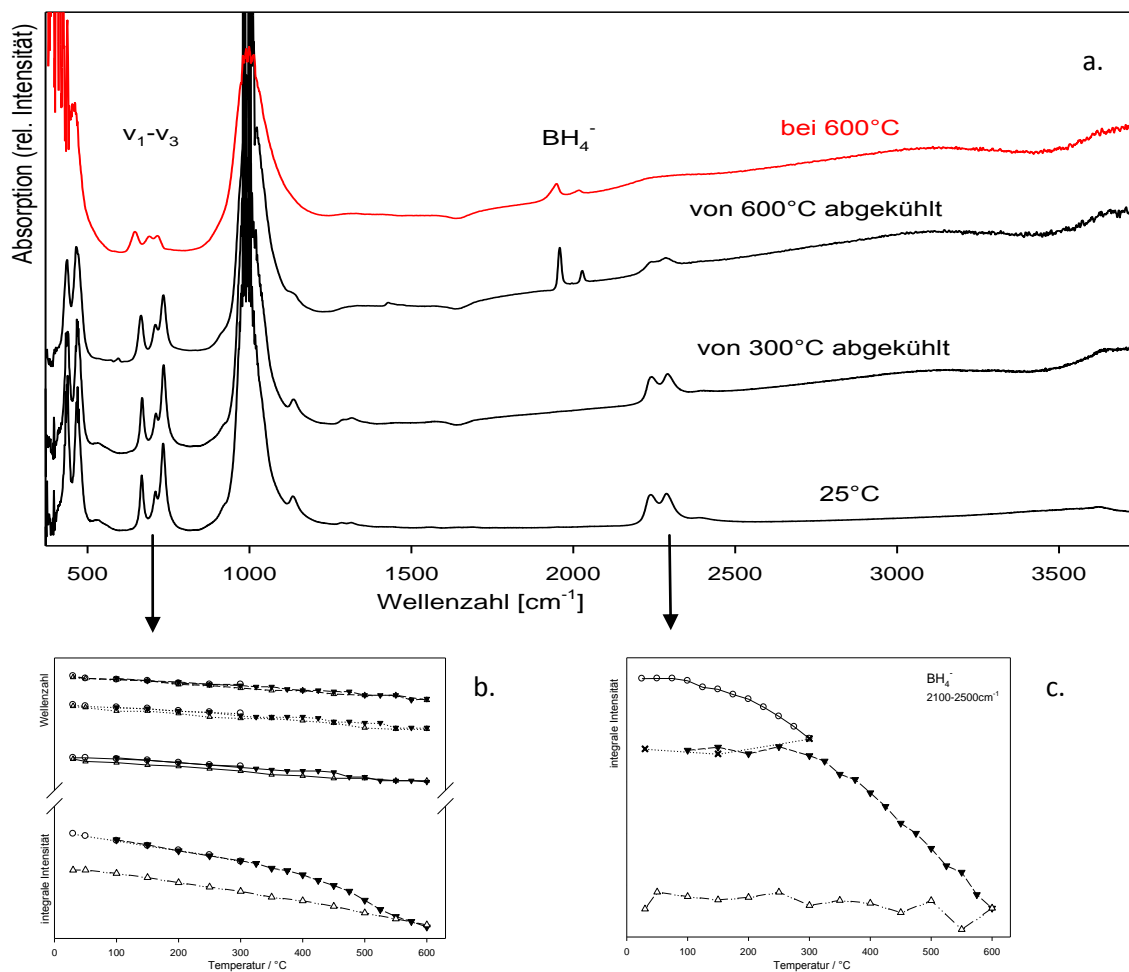 a.
Absorption (rel. Intensität)
v₁-v₃
BH₄⁻
bei 600°C
von 600°C abgekühlt
von 300°C abgekühlt
25°C
500 1000 1500 2000 2500 3000 3500
Wellenzahl [cm⁻¹]
b.
Wellenzahl
integrale Intensität
0 100 200 300 400 500 600
Temperatur / °C
c.
BH₄⁻
2100-2500cm⁻¹
integrale Intensität
0 100 200 300 400 500 600
Temperatur / °C